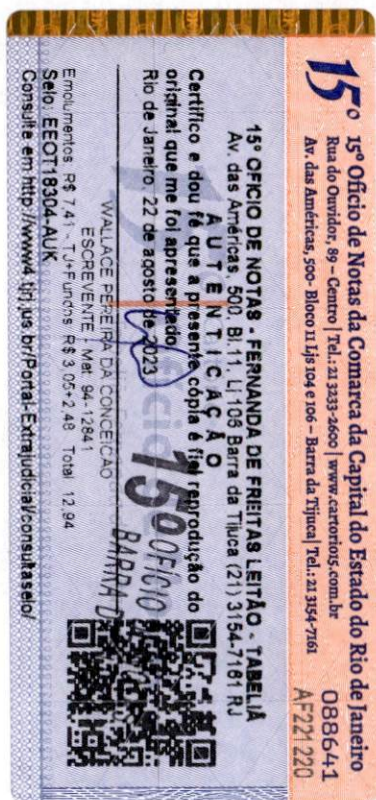 15º 15º Ofício de Notas da Comarca da Capital do Estado do Rio de Janeiro
Rua do Ouvidor, 89 – Centro | Tel.: 21 3233-2600 | www.cartorio15.com.br
Av. das Américas, 500 - Bloco 11 Ljs 104 e 106 – Barra da Tijuca | Tel.: 21 3154-7161
088641
AF221220
15º OFICIO DE NOTAS - FERNANDA DE FREITAS LEITÃO - TABELIÃ
Av. das Américas, 500, Bl.11, Lj 106 Barra da Tijuca (21) 3154-7161 RJ
AUTENTICAÇÃO
Certifico e dou fé que a presente cópia é fiel reprodução do
original que me foi apresentado
Rio de Janeiro, 22 de agosto de 2023
WALLACE PEREIRA DA CONCEICAO
ESCREVENTE - Mat. 94-12841
Emolumentos: R$ 7,41 - TJ+Fundos: R$ 3,05+2,48 Total: 12,94
Selo: EEOT18304-AUK
Consulte em http://www4.tjrj.us.br/Portal-Extrajudicial/consultaselo/
15º OFÍCIO
BARRA D